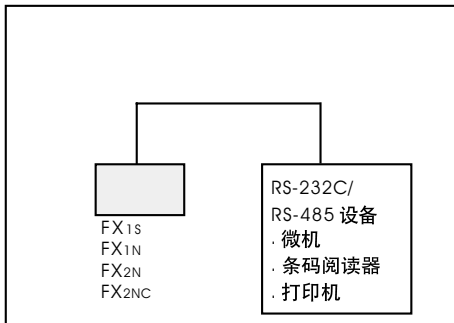 FX1S
FX1N
FX2N
FX2NC
RS-232C/
RS-485 设备
. 微机
. 条码阅读器
. 打印机